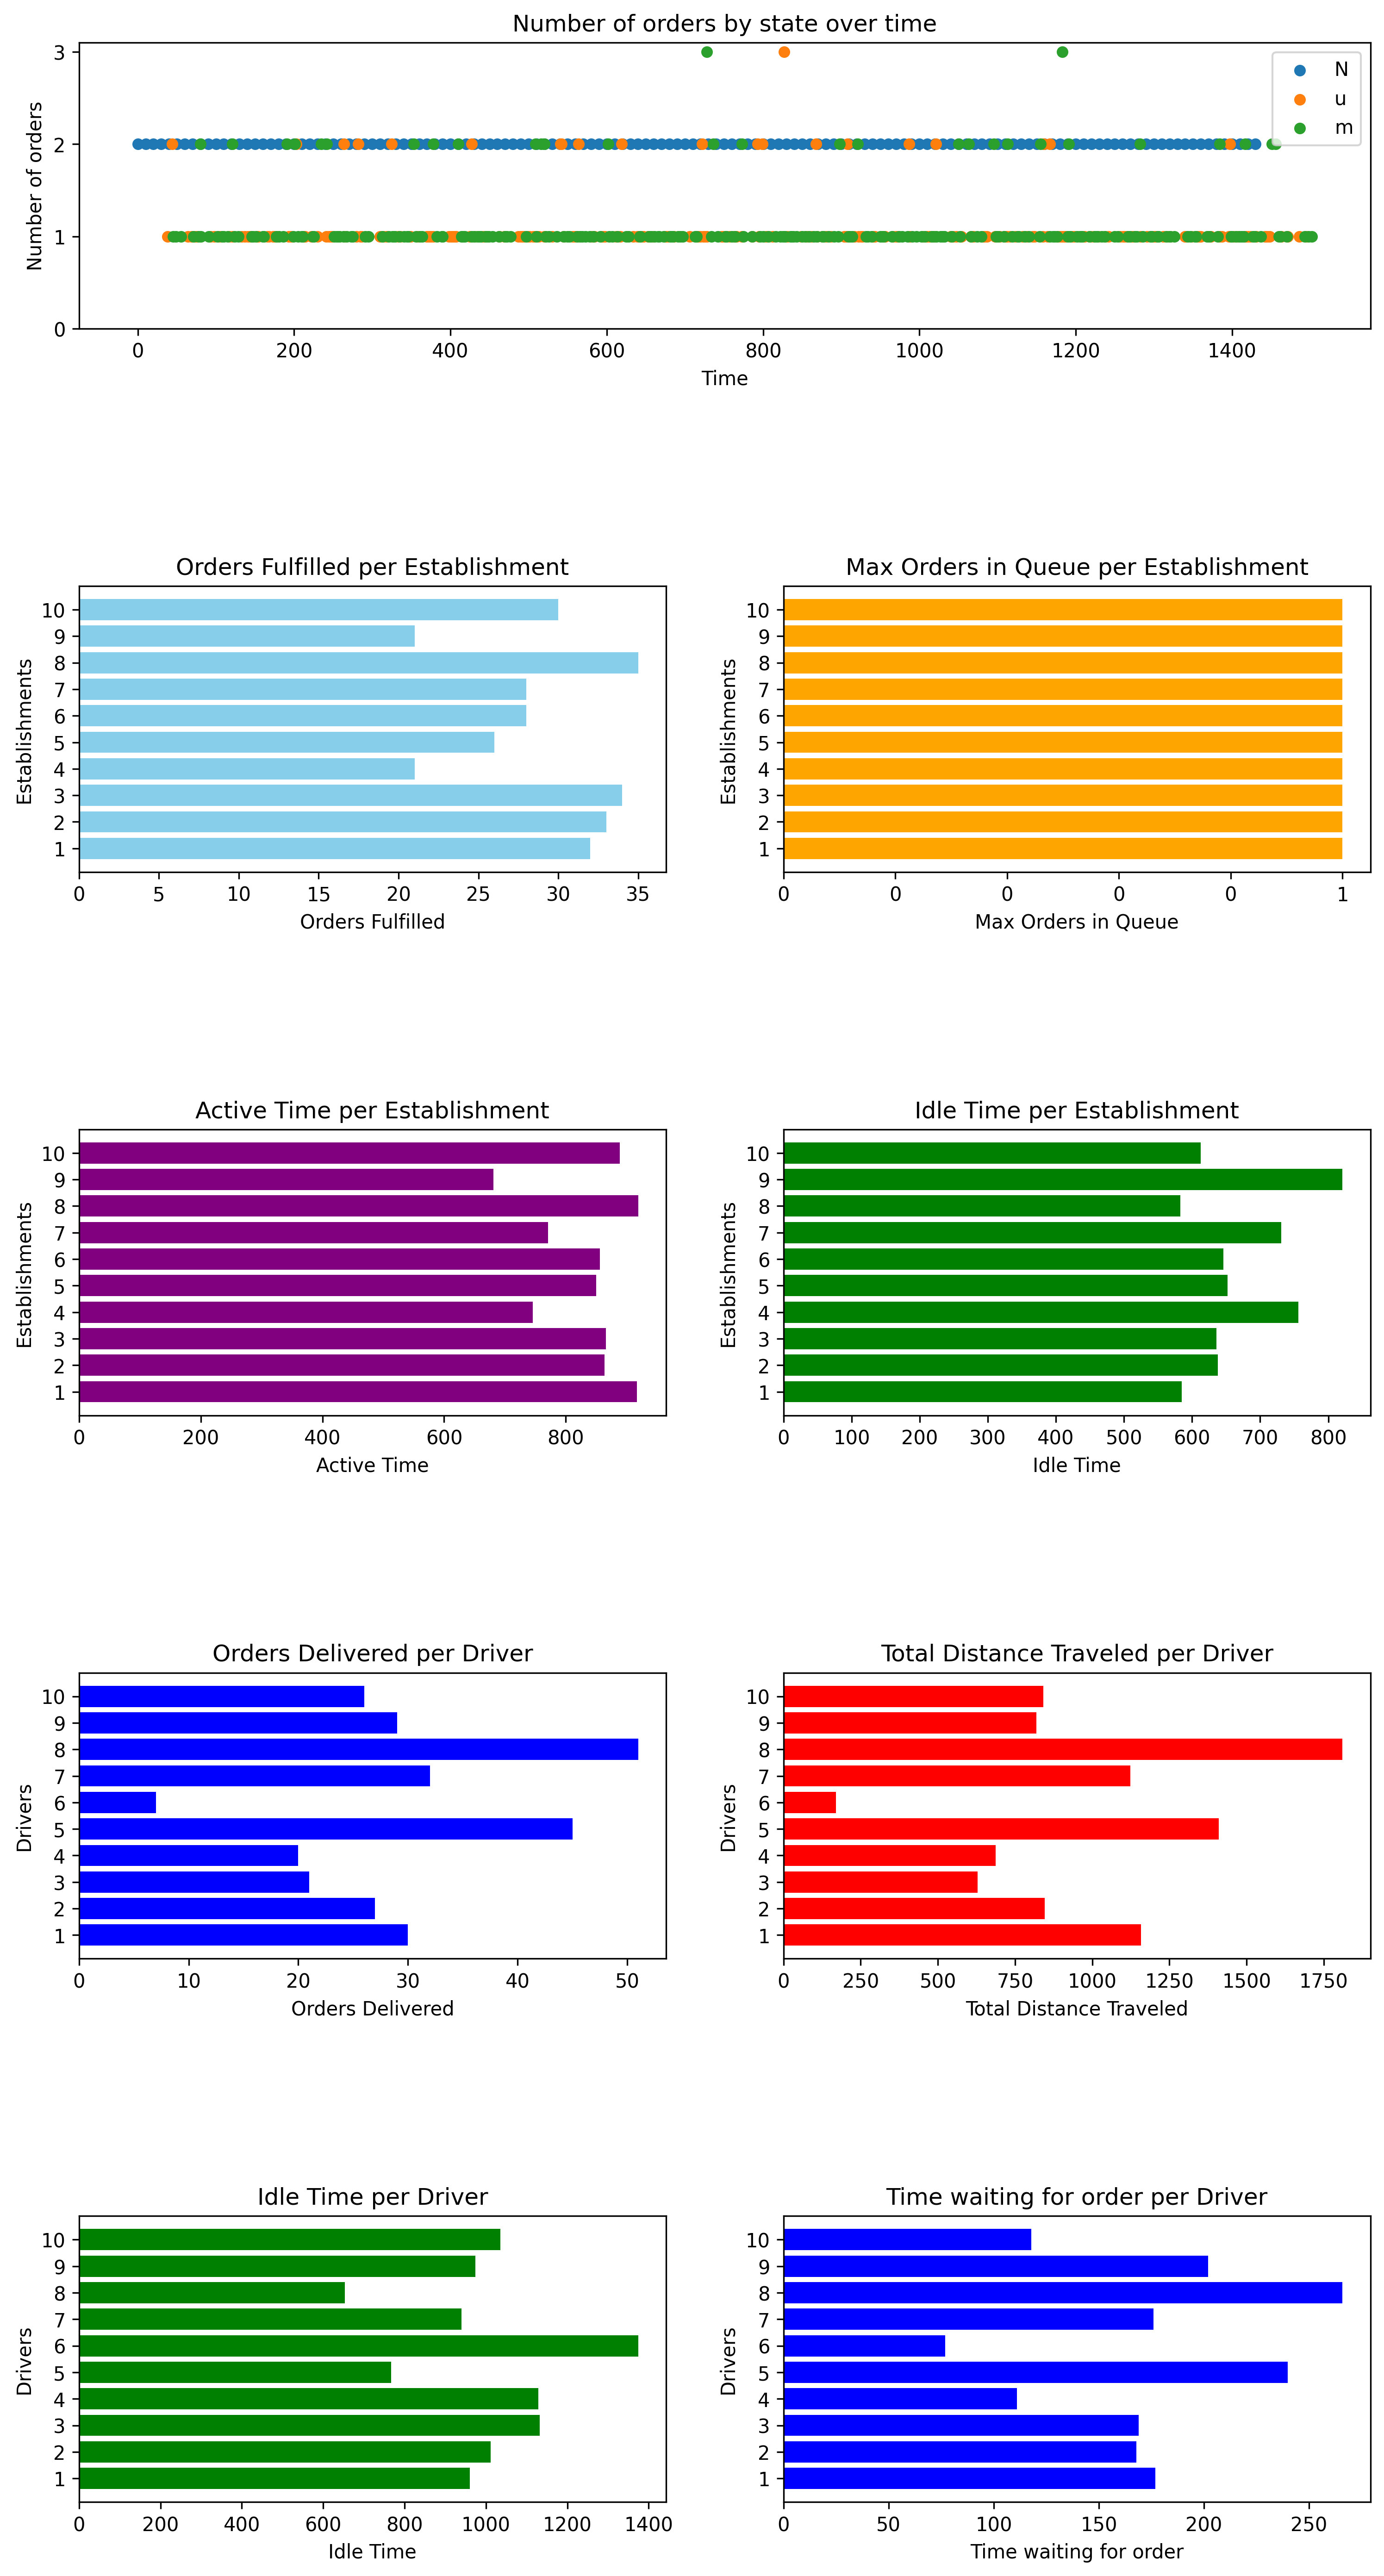 Number of orders by state over time
Number of orders
3
2
1
0
N
u
m
0 200 400 600 800 1000 1200 1400
Time
Orders Fulfilled per Establishment
Establishments
10
9
8
7
6
5
4
3
2
1
0 5 10 15 20 25 30 35
Orders Fulfilled
Max Orders in Queue per Establishment
Establishments
10
9
8
7
6
5
4
3
2
1
0 0 0 0 0 1
Max Orders in Queue
Active Time per Establishment
Establishments
10
9
8
7
6
5
4
3
2
1
0 200 400 600 800
Active Time
Idle Time per Establishment
Establishments
10
9
8
7
6
5
4
3
2
1
0 100 200 300 400 500 600 700 800
Idle Time
Orders Delivered per Driver
Drivers
10
9
8
7
6
5
4
3
2
1
0 10 20 30 40 50
Orders Delivered
Total Distance Traveled per Driver
Drivers
10
9
8
7
6
5
4
3
2
1
0 250 500 750 1000 1250 1500 1750
Total Distance Traveled
Idle Time per Driver
Drivers
10
9
8
7
6
5
4
3
2
1
0 200 400 600 800 1000 1200 1400
Idle Time
Time waiting for order per Driver
Drivers
10
9
8
7
6
5
4
3
2
1
0 50 100 150 200 250
Time waiting for order